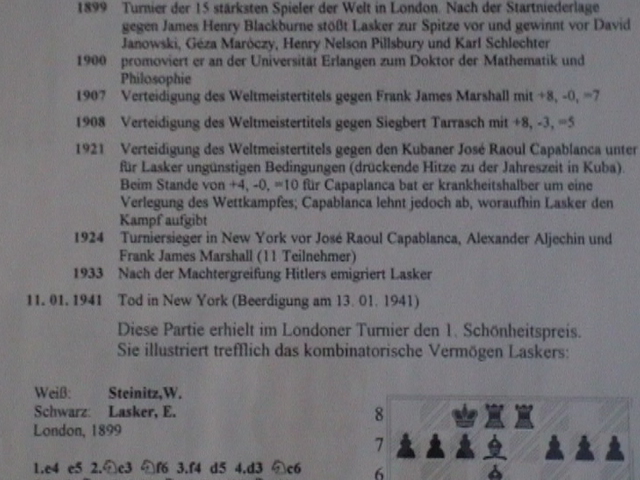 1899 Turnier der 15 stärksten Spieler der Welt in London. Nach der Startniederlage
gegen James Henry Blackburne stößt Lasker zur Spitze vor und gewinnt vor David
Janowski, Géza Maróczy, Henry Nelson Pillsbury und Karl Schlechter
1900 promoviert er an der Universität Erlangen zum Doktor der Mathematik und
Philosophie
1907 Verteidigung des Weltmeistertitels gegen Frank James Marshall mit +8, -0, =7
1908 Verteidigung des Weltmeistertitels gegen Siegbert Tarrasch mit +8, -3, =5
1921 Verteidigung des Weltmeistertitels gegen den Kubaner José Raoul Capablanca unter
für Lasker ungünstigen Bedingungen (drückende Hitze zu der Jahreszeit in Kuba).
Beim Stande von +4, -0, =10 für Capaplanca bat er krankheitshalber um eine
Verlegung des Wettkampfes; Capablanca lehnt jedoch ab, woraufhin Lasker den
Kampf aufgibt
1924 Turniersieger in New York vor José Raoul Capablanca, Alexander Aljechin und
Frank James Marshall (11 Teilnehmer)
1933 Nach der Machtergreifung Hitlers emigriert Lasker
11. 01. 1941 Tod in New York (Beerdigung am 13. 01. 1941)
Diese Partie erhielt im Londoner Turnier den 1. Schönheitspreis.
Sie illustriert trefflich das kombinatorische Vermögen Laskers:
Weiß: Steinitz,W.
Schwarz: Lasker, E.
London, 1899
8
7
6
1.e4 e5 2.♘c3 ♘f6 3.f4 d5 4.d3 ♘c6